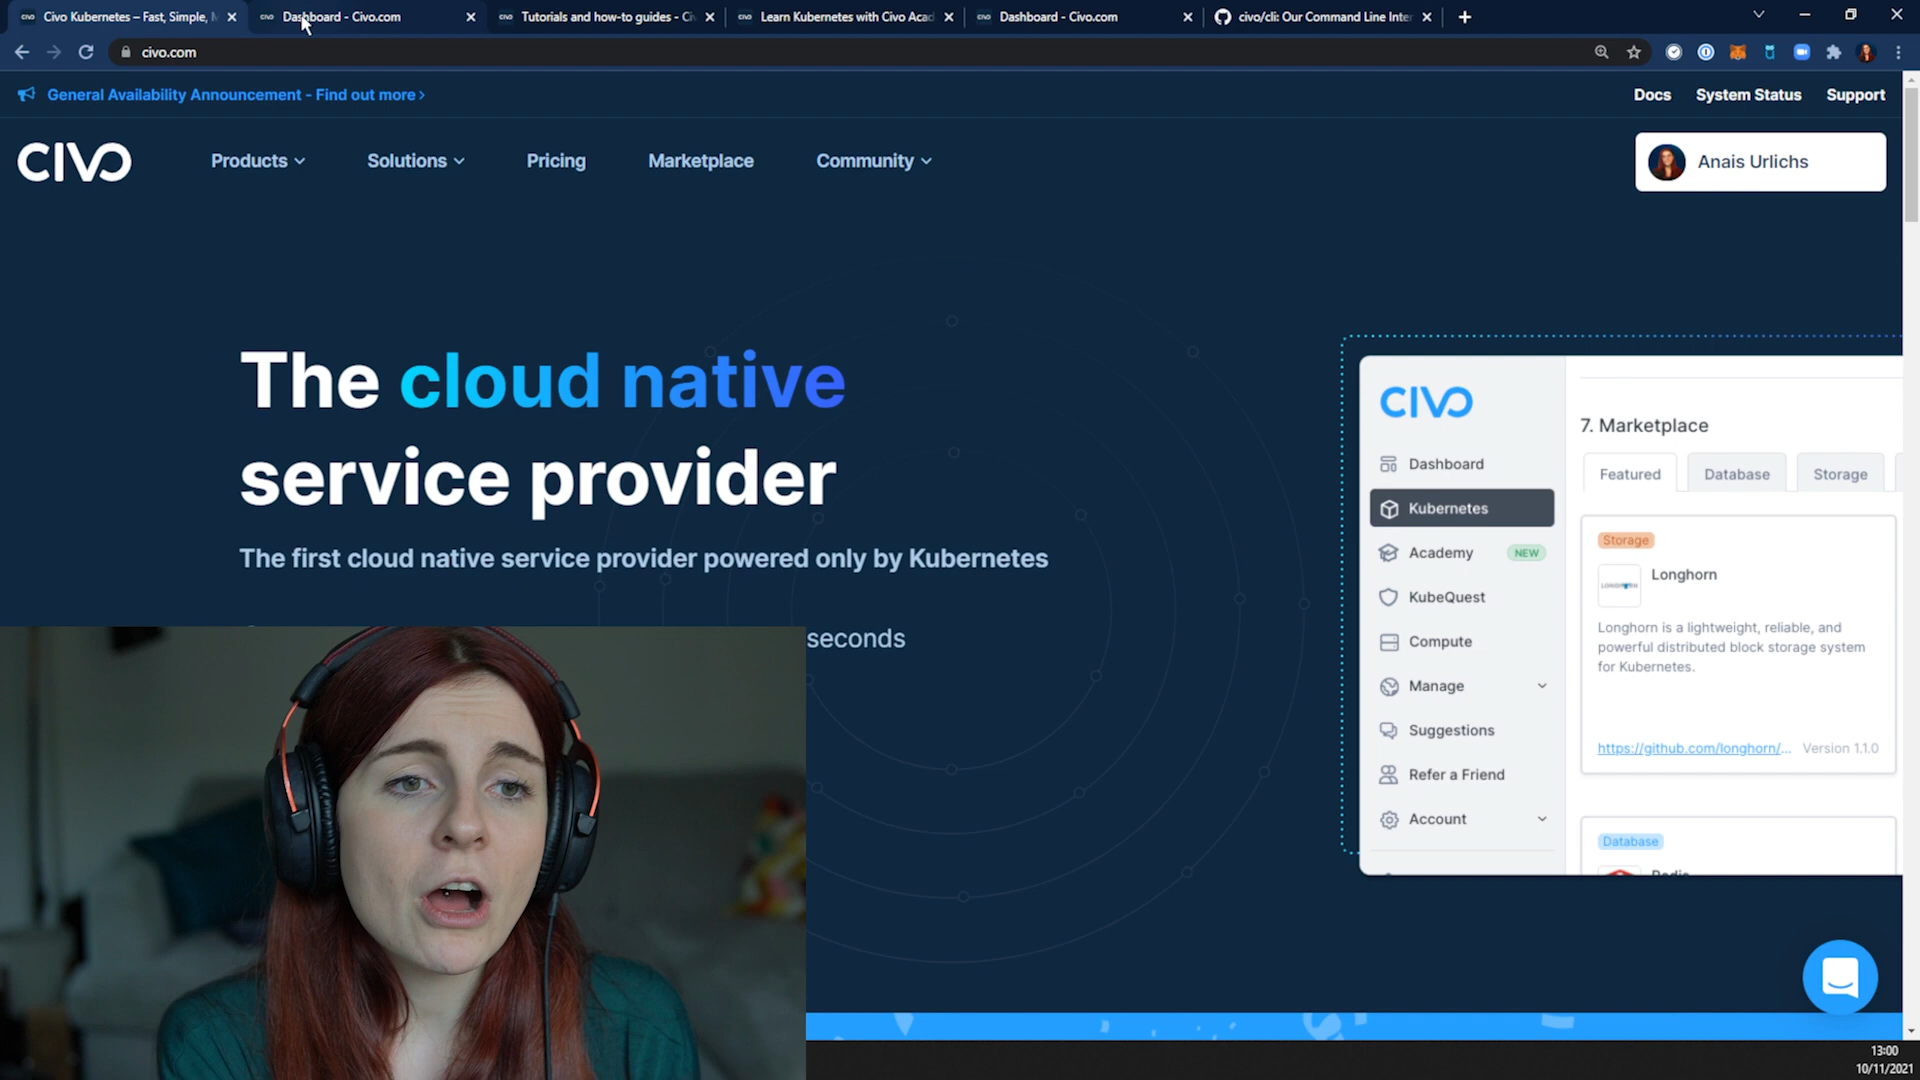 Civo Kubernetes – Fast, Simple, M
Dashboard - Civo.com
Tutorials and how-to guides - Ci
Learn Kubernetes with Civo Acad
Dashboard - Civo.com
civo/cli: Our Command Line Inter
civo.com
General Availability Announcement - Find out more ›
Docs
System Status
Support
CIVO
Products
Solutions
Pricing
Marketplace
Community
Anais Urlichs
The cloud native
service provider
The first cloud native service provider powered only by Kubernetes
seconds
CIVO
Dashboard
Kubernetes
Academy NEW
KubeQuest
Compute
Manage
Suggestions
Refer a Friend
Account
7. Marketplace
Featured
Database
Storage
Storage
LONGHORN
Longhorn
Longhorn is a lightweight, reliable, and
powerful distributed block storage system
for Kubernetes.
https://github.com/longhorn/...
Version 1.1.0
Database
Redis
13:00
10/11/2021